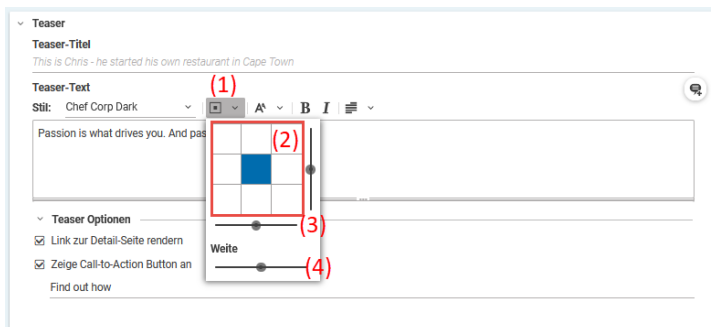 Teaser
Teaser-Titel
This is Chris - he started his own restaurant in Cape Town
Teaser-Text
(1)
Stil: Chef Corp Dark B I
Passion is what drives you. And pas
(2)
(3)
Weite
(4)
Teaser Optionen
Link zur Detail-Seite rendern
Zeige Call-to-Action Button an
Find out how